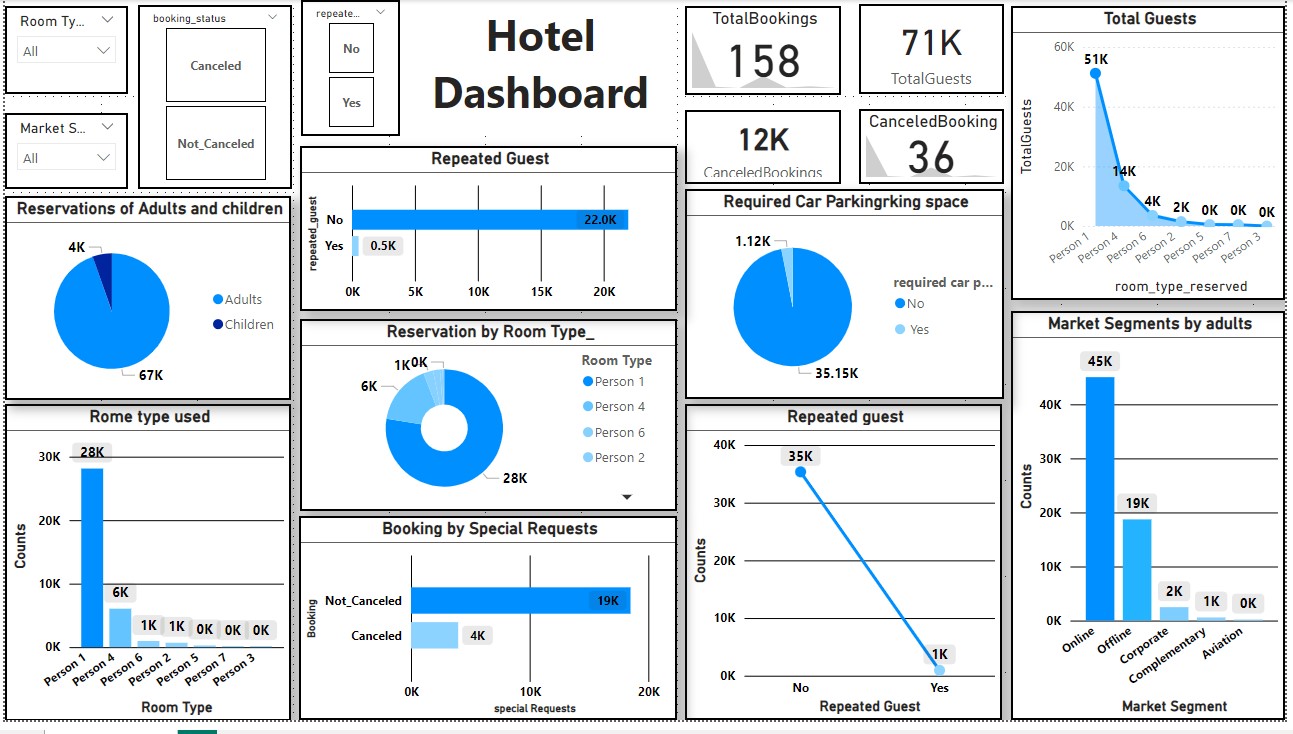 Room Ty...
All
Market S...
All
booking_status
Canceled
Not_Canceled
repeate...
No
Yes
Hotel
Dashboard
TotalBookings
158
71K
TotalGuests
12K
CanceledBookings
CanceledBooking
36
Total Guests
60K
40K
20K
0K
TotalGuests
51K
14K
4K
2K
0K
0K
0K
Person 1
Person 4
Person 6
Person 2
Person 5
Person 7
Person 3
room_type_reserved
Reservations of Adults and children
4K
67K
Adults
Children
Repeated Guest
repeated_guest
No
Yes
22.0K
0.5K
0K
5K
10K
15K
20K
Required Car Parkingrking space
1.12K
35.15K
required car p...
No
Yes
Reservation by Room Type_
1K
0K
6K
28K
Room Type
Person 1
Person 4
Person 6
Person 2
Market Segments by adults
Counts
40K
30K
20K
10K
0K
45K
19K
2K
1K
0K
Online
Offline
Corporate
Complementary
Aviation
Market Segment
Rome type used
Counts
30K
20K
10K
0K
28K
6K
1K
1K
0K
0K
0K
Person 1
Person 4
Person 6
Person 2
Person 5
Person 7
Person 3
Room Type
Booking by Special Requests
Booking
Not_Canceled
Canceled
19K
4K
0K
10K
20K
special Requests
Repeated guest
Counts
40K
30K
20K
10K
0K
35K
1K
No
Yes
Repeated Guest